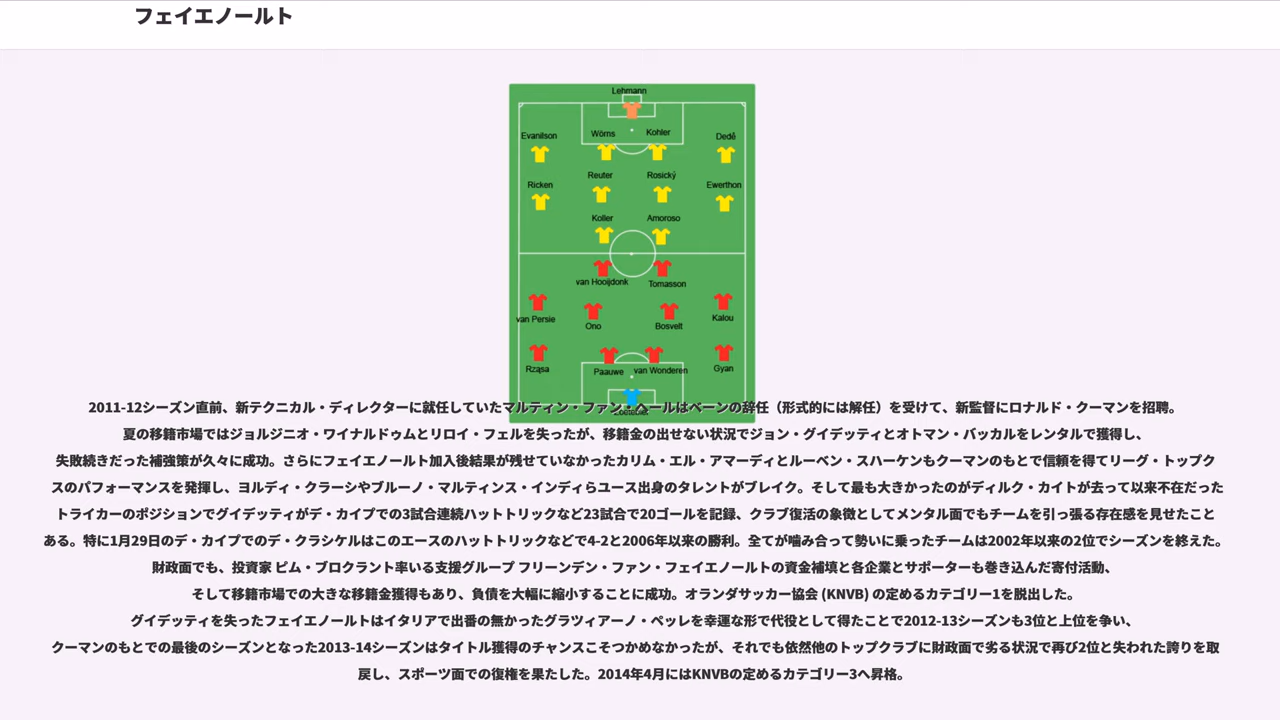 フェイエノールト
Lehmann
Evanilson Wörns Kohler Dedê
Ricken Reuter Rosický Ewerthon
Koller Amoroso
van Hooijdonk Tomasson
van Persie Ono Bosvelt Kalou
Rząsa Paauwe van Wonderen Gyan
Zoetebier
2011-12シーズン直前、新テクニカル・ディレクターに就任していたマルティン・ファン・ヘールはベーンの辞任（形式的には解任）を受けて、新監督にロナルド・クーマンを招聘。
夏の移籍市場ではジョルジニオ・ワイナルドゥムとリロイ・フェルを失ったが、移籍金の出せない状況でジョン・グイデッティとオトマン・バッカルをレンタルで獲得し、
失敗続きだった補強策が久々に成功。さらにフェイエノールト加入後結果が残せていなかったカリム・エル・アマーディとルーベン・スハーケンもクーマンのもとで信頼を得てリーグ・トップク
スのパフォーマンスを発揮し、ヨルディ・クラーシやブルーノ・マルティンス・インディらユース出身のタレントがブレイク。そして最も大きかったのがディルク・カイトが去って以来不在だった
トライカーのポジションでグイデッティがデ・カイプでの3試合連続ハットトリックなど23試合で20ゴールを記録、クラブ復活の象徴としてメンタル面でもチームを引っ張る存在感を見せたこと
ある。特に1月29日のデ・カイプでのデ・クラシケルはこのエースのハットトリックなどで4-2と2006年以来の勝利。全てが噛み合って勢いに乗ったチームは2002年以来の2位でシーズンを終えた。
財政面でも、投資家 ピム・ブロクラント率いる支援グループ フリーンデン・ファン・フェイエノールトの資金補填と各企業とサポーターも巻き込んだ寄付活動、
そして移籍市場での大きな移籍金獲得もあり、負債を大幅に縮小することに成功。オランダサッカー協会 (KNVB) の定めるカテゴリー1を脱出した。
グイデッティを失ったフェイエノールトはイタリアで出番の無かったグラツィアーノ・ペッレを幸運な形で代役として得たことで2012-13シーズンも3位と上位を争い、
クーマンのもとでの最後のシーズンとなった2013-14シーズンはタイトル獲得のチャンスこそつかめなかったが、それでも依然他のトップクラブに財政面で劣る状況で再び2位と失われた誇りを取
戻し、スポーツ面での復権を果たした。2014年4月にはKNVBの定めるカテゴリー3へ昇格。